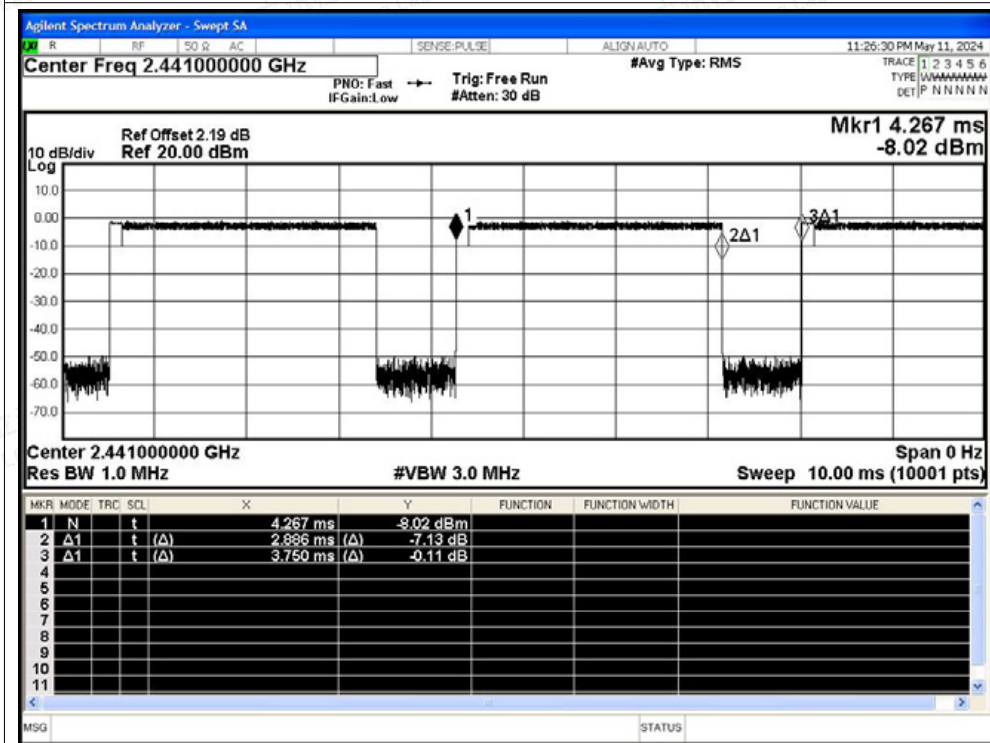 Agilent Spectrum Analyzer - Swept SA
LXI R RF 50 Ω AC SENSE:PULSE ALIGN AUTO 11:26:30 PM May 11, 2024
Center Freq 2.441000000 GHz #Avg Type: RMS TRACE 1 2 3 4 5 6
PNO: Fast Trig: Free Run TYPE WWWWWW
IFGain:Low #Atten: 30 dB DET P N N N N N
Mkr1 4.267 ms
Ref Offset 2.19 dB
10 dB/div Ref 20.00 dBm -8.02 dBm
Log
10.0
0.00
1
3Δ1
2Δ1
-10.0
-20.0
-30.0
-40.0
-50.0
-60.0
-70.0
Center 2.441000000 GHz Span 0 Hz
Res BW 1.0 MHz #VBW 3.0 MHz Sweep 10.00 ms (10001 pts)
MKR MODE TRC SCL X Y FUNCTION FUNCTION WIDTH FUNCTION VALUE
1 N t 4.267 ms -8.02 dBm
2 Δ1 t (Δ) 2.886 ms (Δ) -7.13 dB
3 Δ1 t (Δ) 3.750 ms (Δ) -0.11 dB
4
5
6
7
8
9
10
11
MSG STATUS